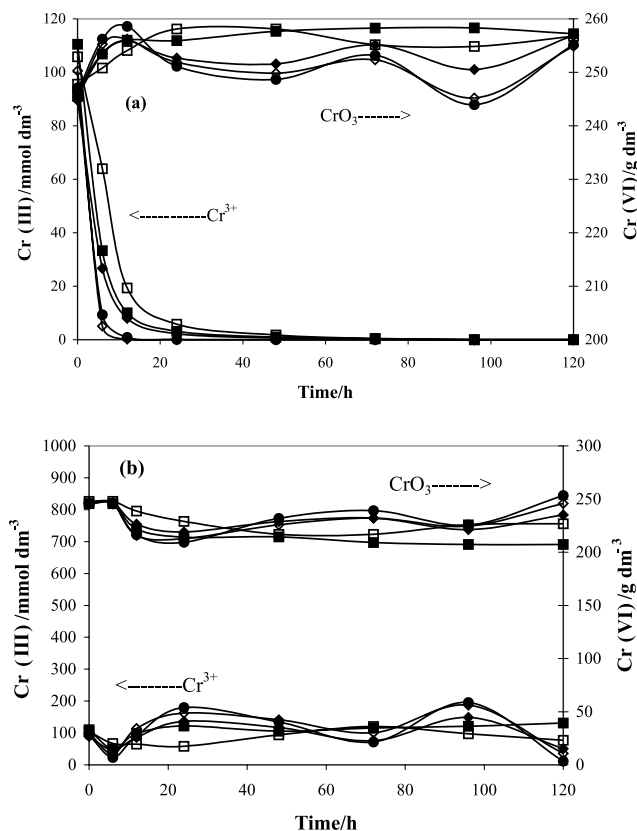 120
100
80
60
40
20
0
Cr (III)/mmol dm-3
260
250
240
230
220
210
200
Cr (VI)/g dm-3
(a)
CrO3------>
<-----------Cr3+
0 20 40 60 80 100 120
Time/h
1000
900
800
700
600
500
400
300
200
100
0
Cr (III) /mmol dm-3
300
250
200
150
100
50
0
Cr (VI)/g dm-3
(b)
CrO3------>
<--------Cr3+
0 20 40 60 80 100 120
Time/h